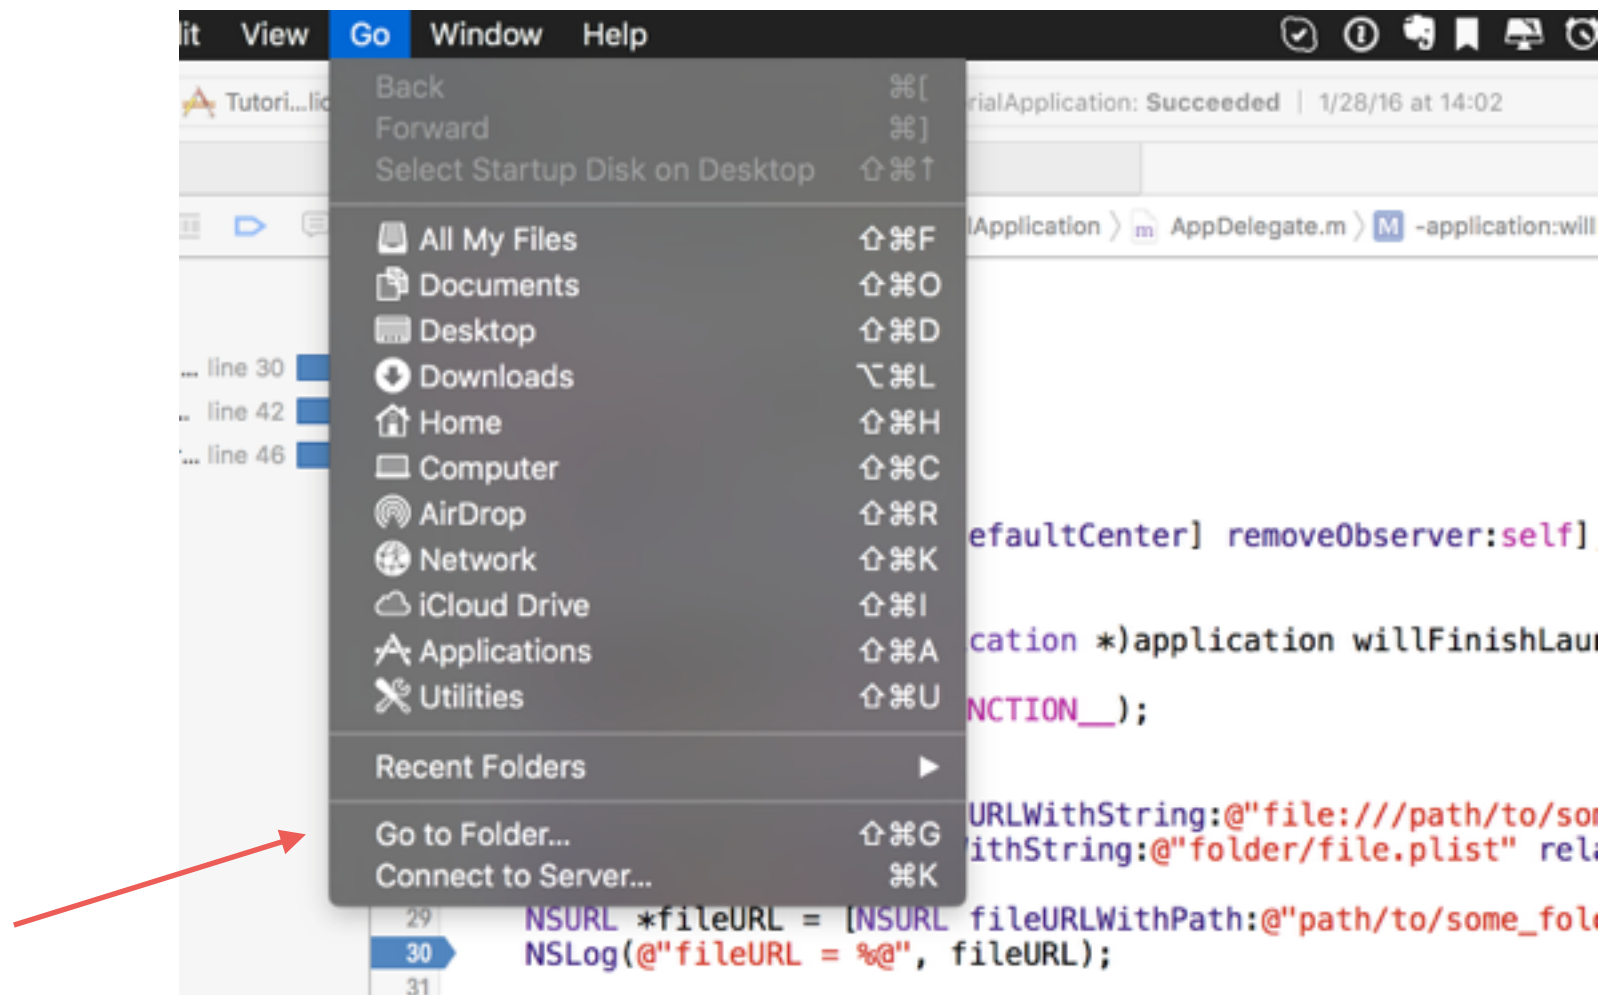 View Go Window Help
Tutori...lic
rialApplication: Succeeded | 1/28/16 at 14:02
Back ⌘[
Forward ⌘]
Select Startup Disk on Desktop ⇧⌘↑
lApplication 〉 m AppDelegate.m 〉 M -application:will
All My Files ⇧⌘F
Documents ⇧⌘O
Desktop ⇧⌘D
... line 30
Downloads ⌥⌘L
.. line 42
Home ⇧⌘H
... line 46
Computer ⇧⌘C
AirDrop ⇧⌘R
efaultCenter] removeObserver:self]
Network ⇧⌘K
iCloud Drive ⇧⌘I
cation *)application willFinishLau
Applications ⇧⌘A
Utilities ⇧⌘U
NCTION__);
Recent Folders ▶
URLWithString:@"file:///path/to/so
Go to Folder... ⇧⌘G
ithString:@"folder/file.plist" rel
Connect to Server... ⌘K
29 NSURL *fileURL = [NSURL fileURLWithPath:@"path/to/some_fol
30 NSLog(@"fileURL = %@", fileURL);
31